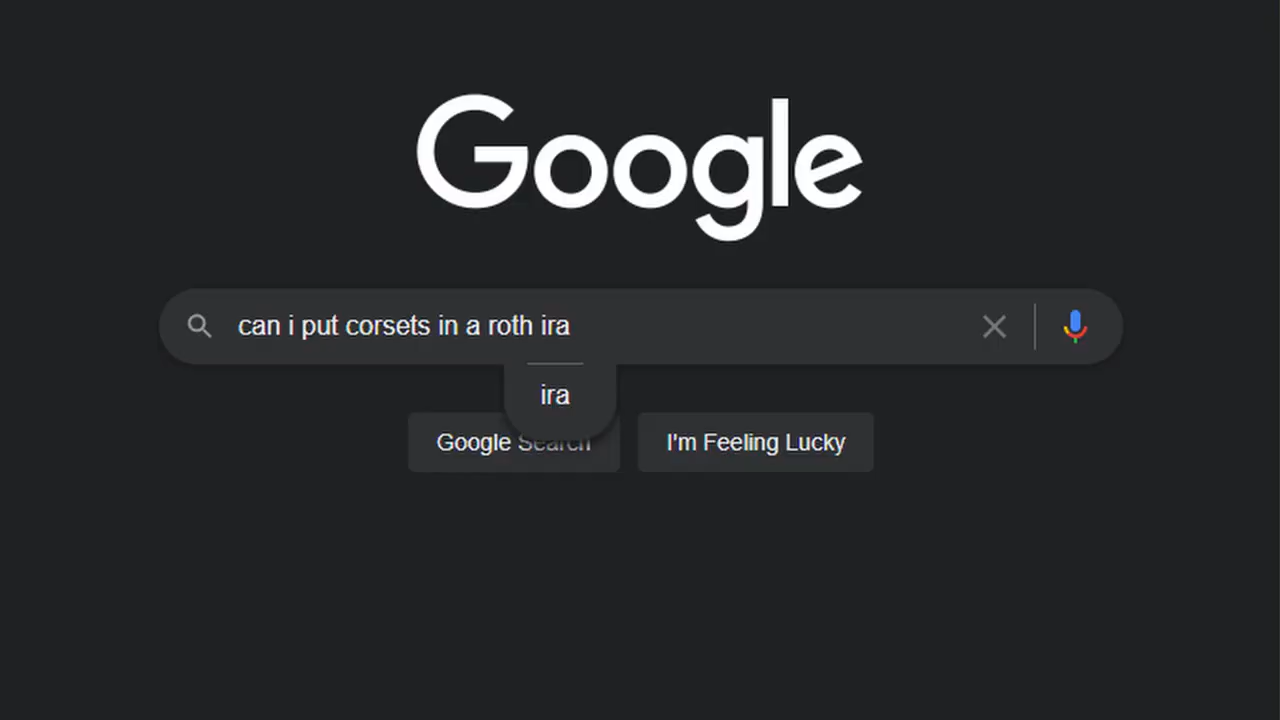 Google
can i put corsets in a roth ira
ira
Google Search
I'm Feeling Lucky